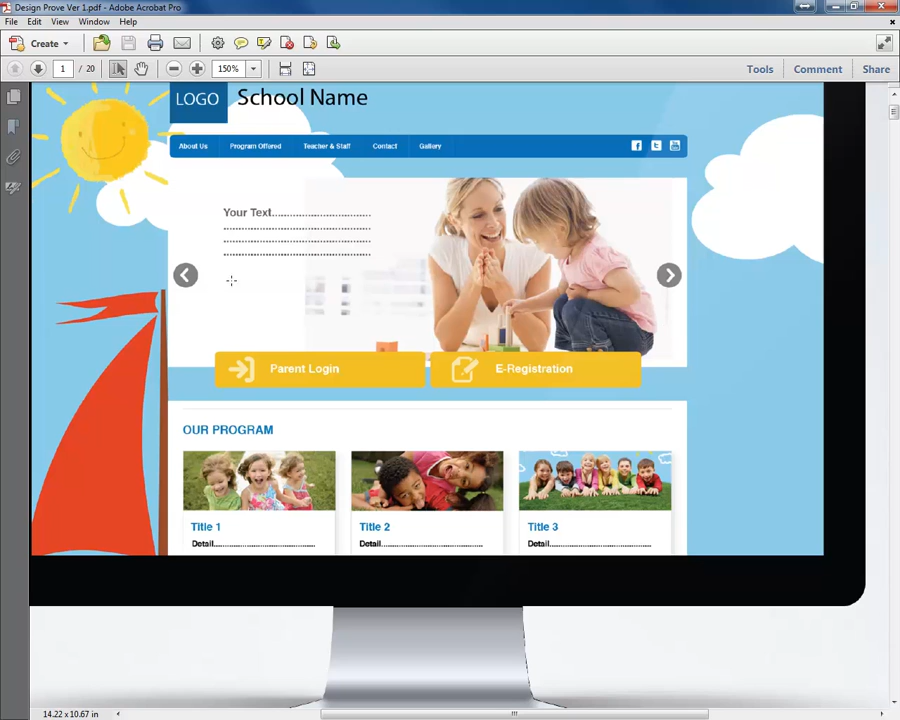 Design Prove Ver 1.pdf - Adobe Acrobat Pro
File Edit View Window Help
Create
1 / 20 150% Tools Comment Share
LOGO School Name
About Us Program Offered Teacher & Staff Contact Gallery f t You Tube
Your Text.......................................
..........................................
..........................................
..........................................
Parent Login E-Registration
OUR PROGRAM
Title 1 Title 2 Title 3
Detail.................................. Detail.................................. Detail..................................
14.22 x 10.67 in